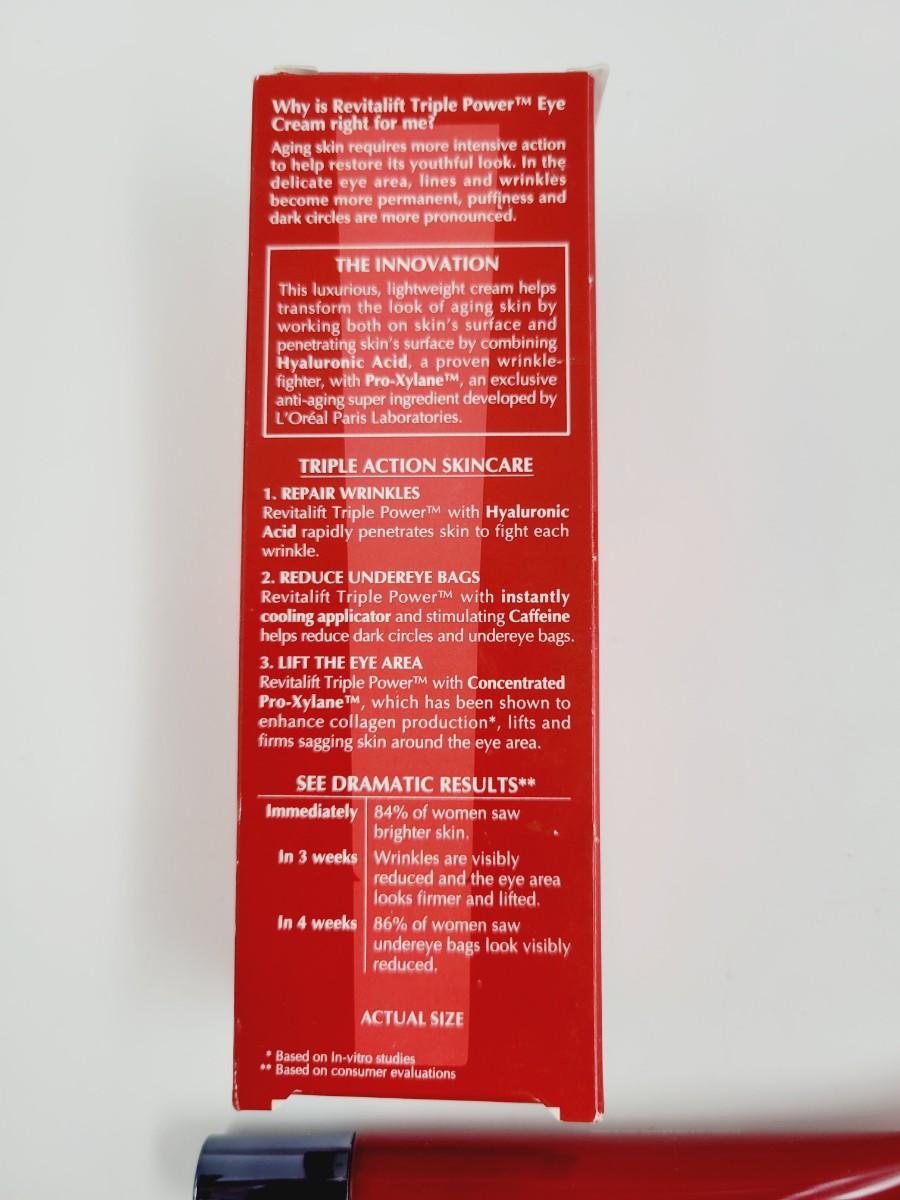 Why is Revitalift Triple Power™ Eye
Cream right for me?
Aging skin requires more intensive action
to help restore its youthful look. In the
delicate eye area, lines and wrinkles
become more permanent, puffiness and
dark circles are more pronounced.
THE INNOVATION
This luxurious, lightweight cream helps
transform the look of aging skin by
working both on skin's surface and
penetrating skin's surface by combining
Hyaluronic Acid, a proven wrinkle-
fighter, with Pro-Xylane™, an exclusive
anti-aging super ingredient developed by
L'Oréal Paris Laboratories.
TRIPLE ACTION SKINCARE
1. REPAIR WRINKLES
Revitalift Triple Power™ with Hyaluronic
Acid rapidly penetrates skin to fight each
wrinkle.
2. REDUCE UNDEREYE BAGS
Revitalift Triple Power™ with instantly
cooling applicator and stimulating Caffeine
helps reduce dark circles and undereye bags.
3. LIFT THE EYE AREA
Revitalift Triple Power™ with Concentrated
Pro-Xylane™, which has been shown to
enhance collagen production*, lifts and
firms sagging skin around the eye area.
SEE DRAMATIC RESULTS**
Immediately 84% of women saw
brighter skin.
In 3 weeks Wrinkles are visibly
reduced and the eye area
looks firmer and lifted.
In 4 weeks 86% of women saw
undereye bags look visibly
reduced.
ACTUAL SIZE
* Based on In-vitro studies
** Based on consumer evaluations